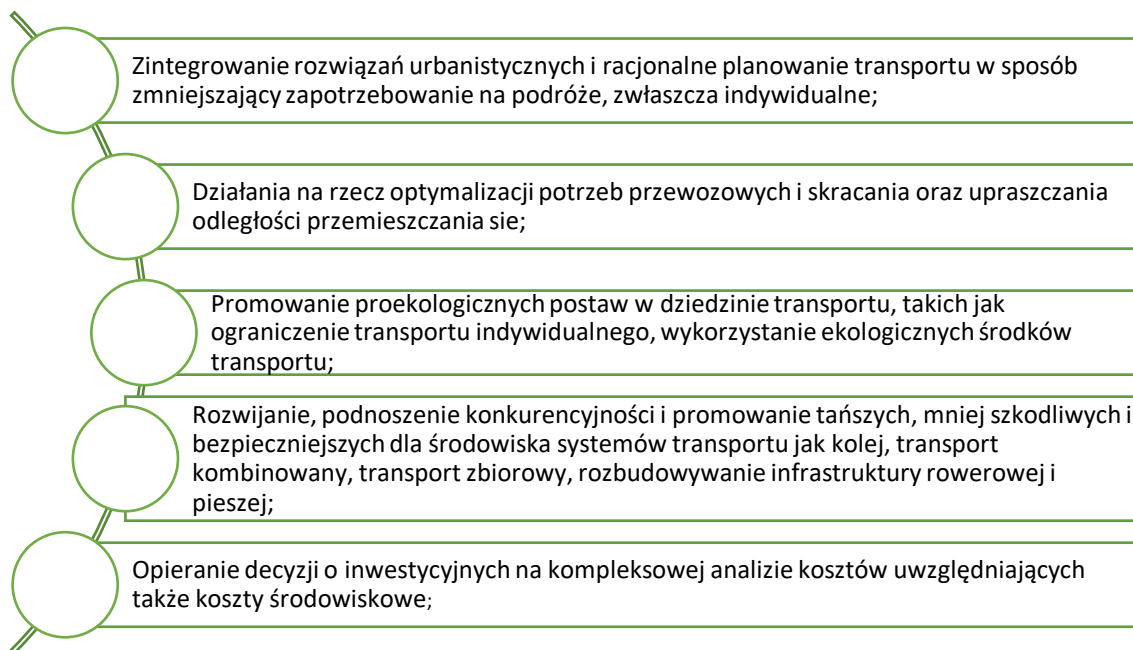 Zintegrowanie rozwiązań urbanistycznych i racjonalne planowanie transportu w sposób
zmniejszający zapotrzebowanie na podróże, zwłaszcza indywidualne;
Działania na rzecz optymalizacji potrzeb przewozowych i skracania oraz upraszczania
odległości przemieszczania sie;
Promowanie proekologicznych postaw w dziedzinie transportu, takich jak
ograniczenie transportu indywidualnego, wykorzystanie ekologicznych środków
transportu;
Rozwijanie, podnoszenie konkurencyjności i promowanie tańszych, mniej szkodliwych i
bezpieczniejszych dla środowiska systemów transportu jak kolej, transport
kombinowany, transport zbiorowy, rozbudowywanie infrastruktury rowerowej i
pieszej;
Opieranie decyzji o inwestycyjnych na kompleksowej analizie kosztów uwzględniających
także koszty środowiskowe;